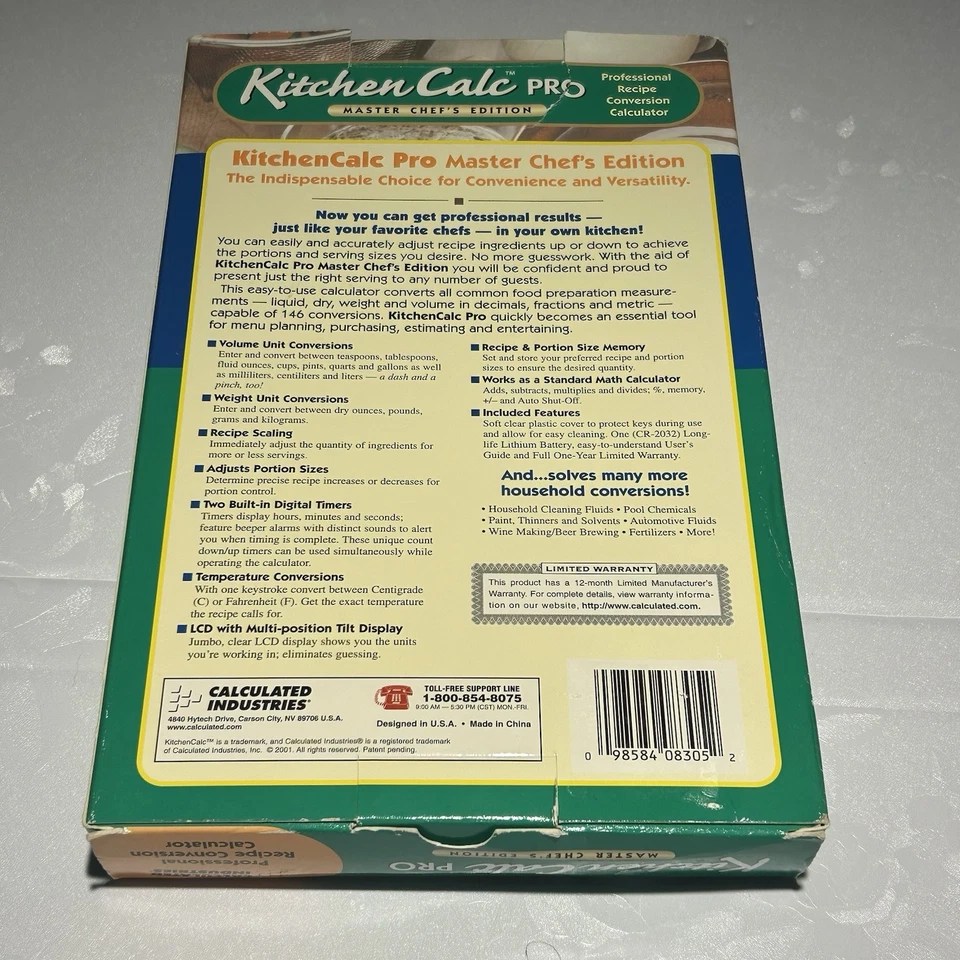 KitchenCalc™ PRO
MASTER CHEF'S EDITION
Professional
Recipe
Conversion
Calculator
KitchenCalc Pro Master Chef's Edition
The Indispensable Choice for Convenience and Versatility.
Now you can get professional results —
just like your favorite chefs — in your own kitchen!
You can easily and accurately adjust recipe ingredients up or down to achieve
the portions and serving sizes you desire. No more guesswork. With the aid of
KitchenCalc Pro Master Chef's Edition you will be confident and proud to
present just the right serving to any number of guests.
This easy-to-use calculator converts all common food preparation measure-
ments — liquid, dry, weight and volume in decimals, fractions and metric —
capable of 146 conversions. KitchenCalc Pro quickly becomes an essential tool
for menu planning, purchasing, estimating and entertaining.
■ Volume Unit Conversions
Enter and convert between teaspoons, tablespoons,
fluid ounces, cups, pints, quarts and gallons as well
as milliliters, centiliters and liters — a dash and a
pinch, too!
■ Weight Unit Conversions
Enter and convert between dry ounces, pounds,
grams and kilograms.
■ Recipe Scaling
Immediately adjust the quantity of ingredients for
more or less servings.
■ Adjusts Portion Sizes
Determine precise recipe increases or decreases for
portion control.
■ Two Built-in Digital Timers
Timers display hours, minutes and seconds;
feature beeper alarms with distinct sounds to alert
you when timing is complete. These unique count
down/up timers can be used simultaneously while
operating the calculator.
■ Temperature Conversions
With one keystroke convert between Centigrade
(C) or Fahrenheit (F). Get the exact temperature
the recipe calls for.
■ LCD with Multi-position Tilt Display
Jumbo, clear LCD display shows you the units
you're working in; eliminates guessing.
■ Recipe & Portion Size Memory
Set and store your preferred recipe and portion
sizes to ensure the desired quantity.
■ Works as a Standard Math Calculator
Adds, subtracts, multiplies and divides; %, memory,
+/– and Auto Shut-Off.
■ Included Features
Soft clear plastic cover to protect keys during use
and allow for easy cleaning. One (CR-2032) Long-
life Lithium Battery, easy-to-understand User's
Guide and Full One-Year Limited Warranty.
And...solves many more
household conversions!
• Household Cleaning Fluids • Pool Chemicals
• Paint, Thinners and Solvents • Automotive Fluids
• Wine Making/Beer Brewing • Fertilizers • More!
LIMITED WARRANTY
This product has a 12-month Limited Manufacturer's
Warranty. For complete details, view warranty informa-
tion on our website, http://www.calculated.com.
CALCULATED
INDUSTRIES®
4840 Hytech Drive, Carson City, NV 89706 U.S.A.
www.calculated.com
TOLL-FREE SUPPORT LINE
1-800-854-8075
9:00 AM — 5:30 PM (CST) MON.-FRI.
Designed in U.S.A. • Made in China
KitchenCalc™ is a trademark, and Calculated Industries® is a registered trademark
of Calculated Industries, Inc. © 2001. All rights reserved. Patent pending.
0 98584 08305 2
KitchenCalc PRO
MASTER CHEF'S EDITION
CALCULATED
INDUSTRIES
Professional
Recipe Conversion
Calculator